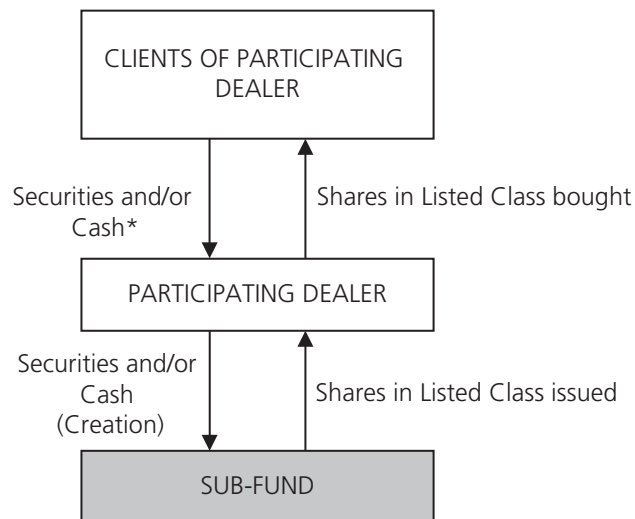 CLIENTS OF PARTICIPATING
DEALER
Securities and/or
Cash*
Shares in Listed Class bought
PARTICIPATING DEALER
Securities and/or
Cash
(Creation)
Shares in Listed Class issued
SUB-FUND